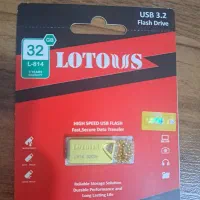 USB 3.2
Flash Drive
32
GB
L-814
LOTOUS
HIGH SPEED USB FLASH
Fast,Secure Data Transfer
Reliable Storage Solution
Durable Performance and
Long Lasting Life